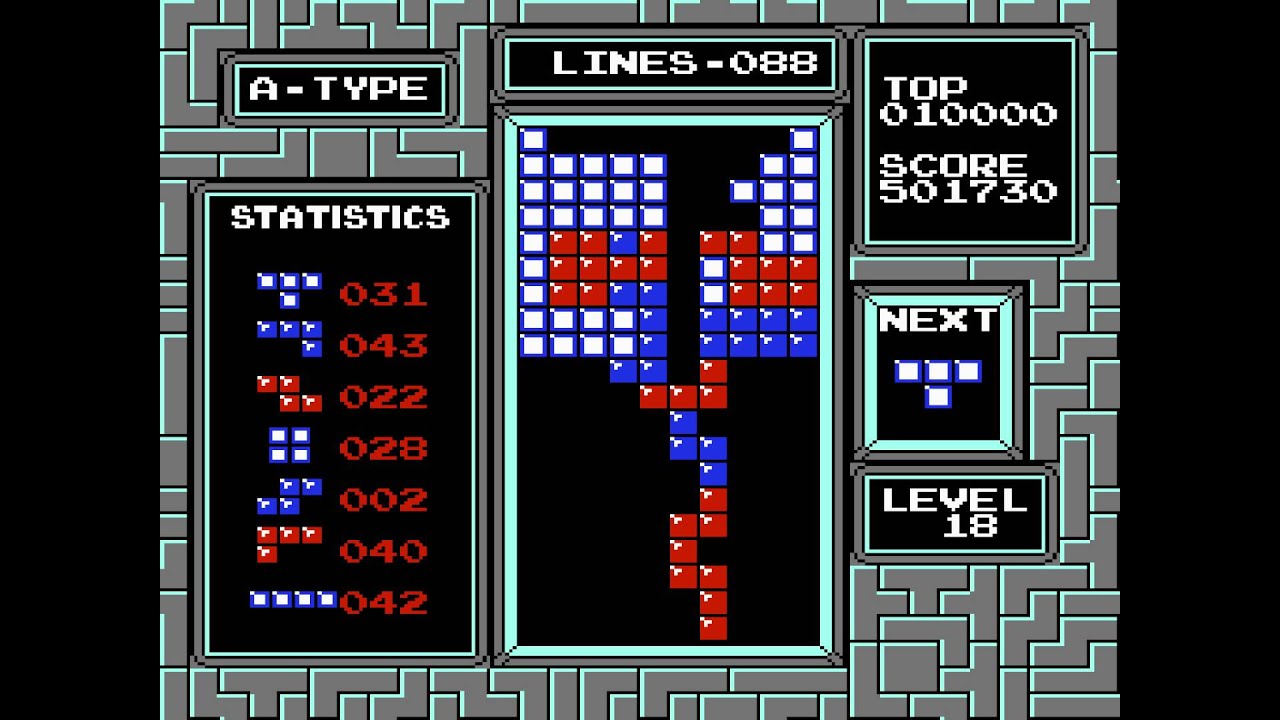 A-TYPE
LINES-088
TOP
010000
SCORE
501730
STATISTICS
031
043
022
028
002
040
042
NEXT
LEVEL
18